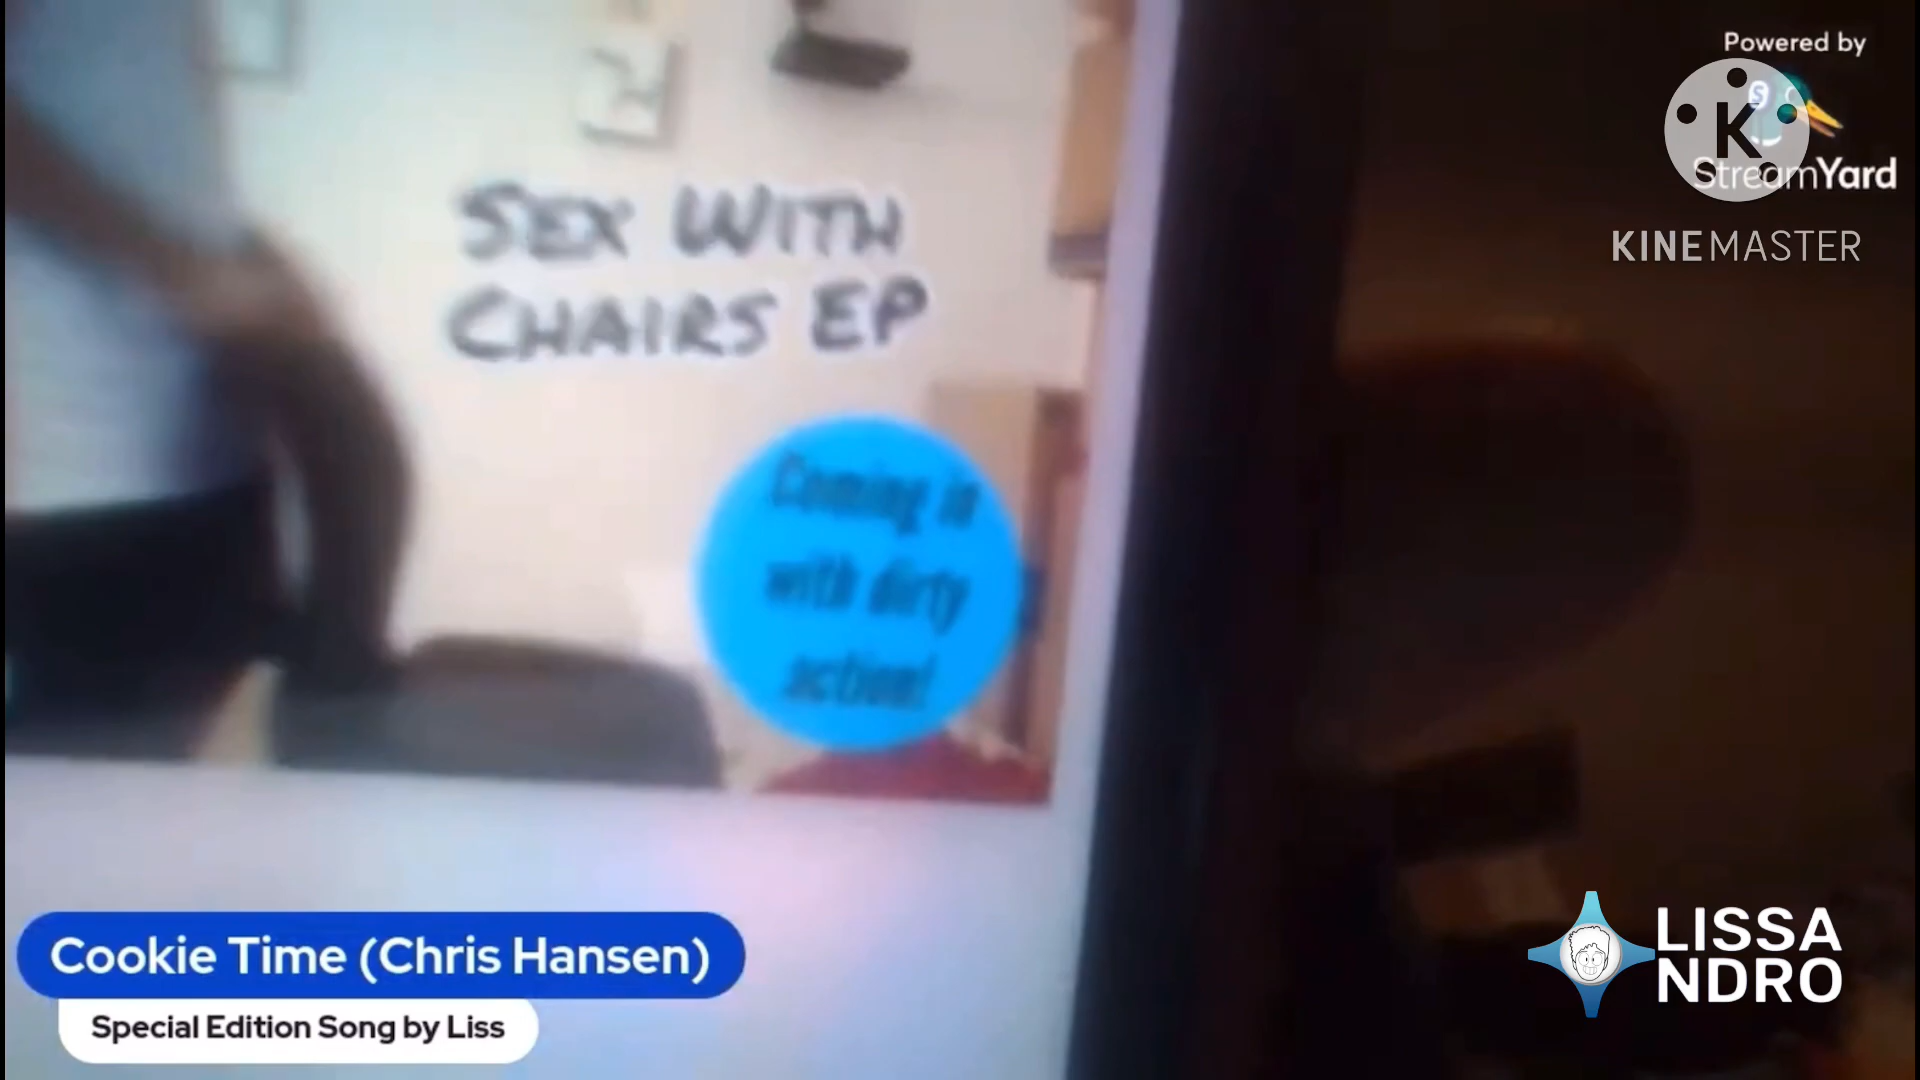 Powered by
K
StreamYard
KINEMASTER
SEX WITH
CHAIRS EP
Coming in
with dirty
action!
LISSA
NDRO
Cookie Time (Chris Hansen)
Special Edition Song by Liss